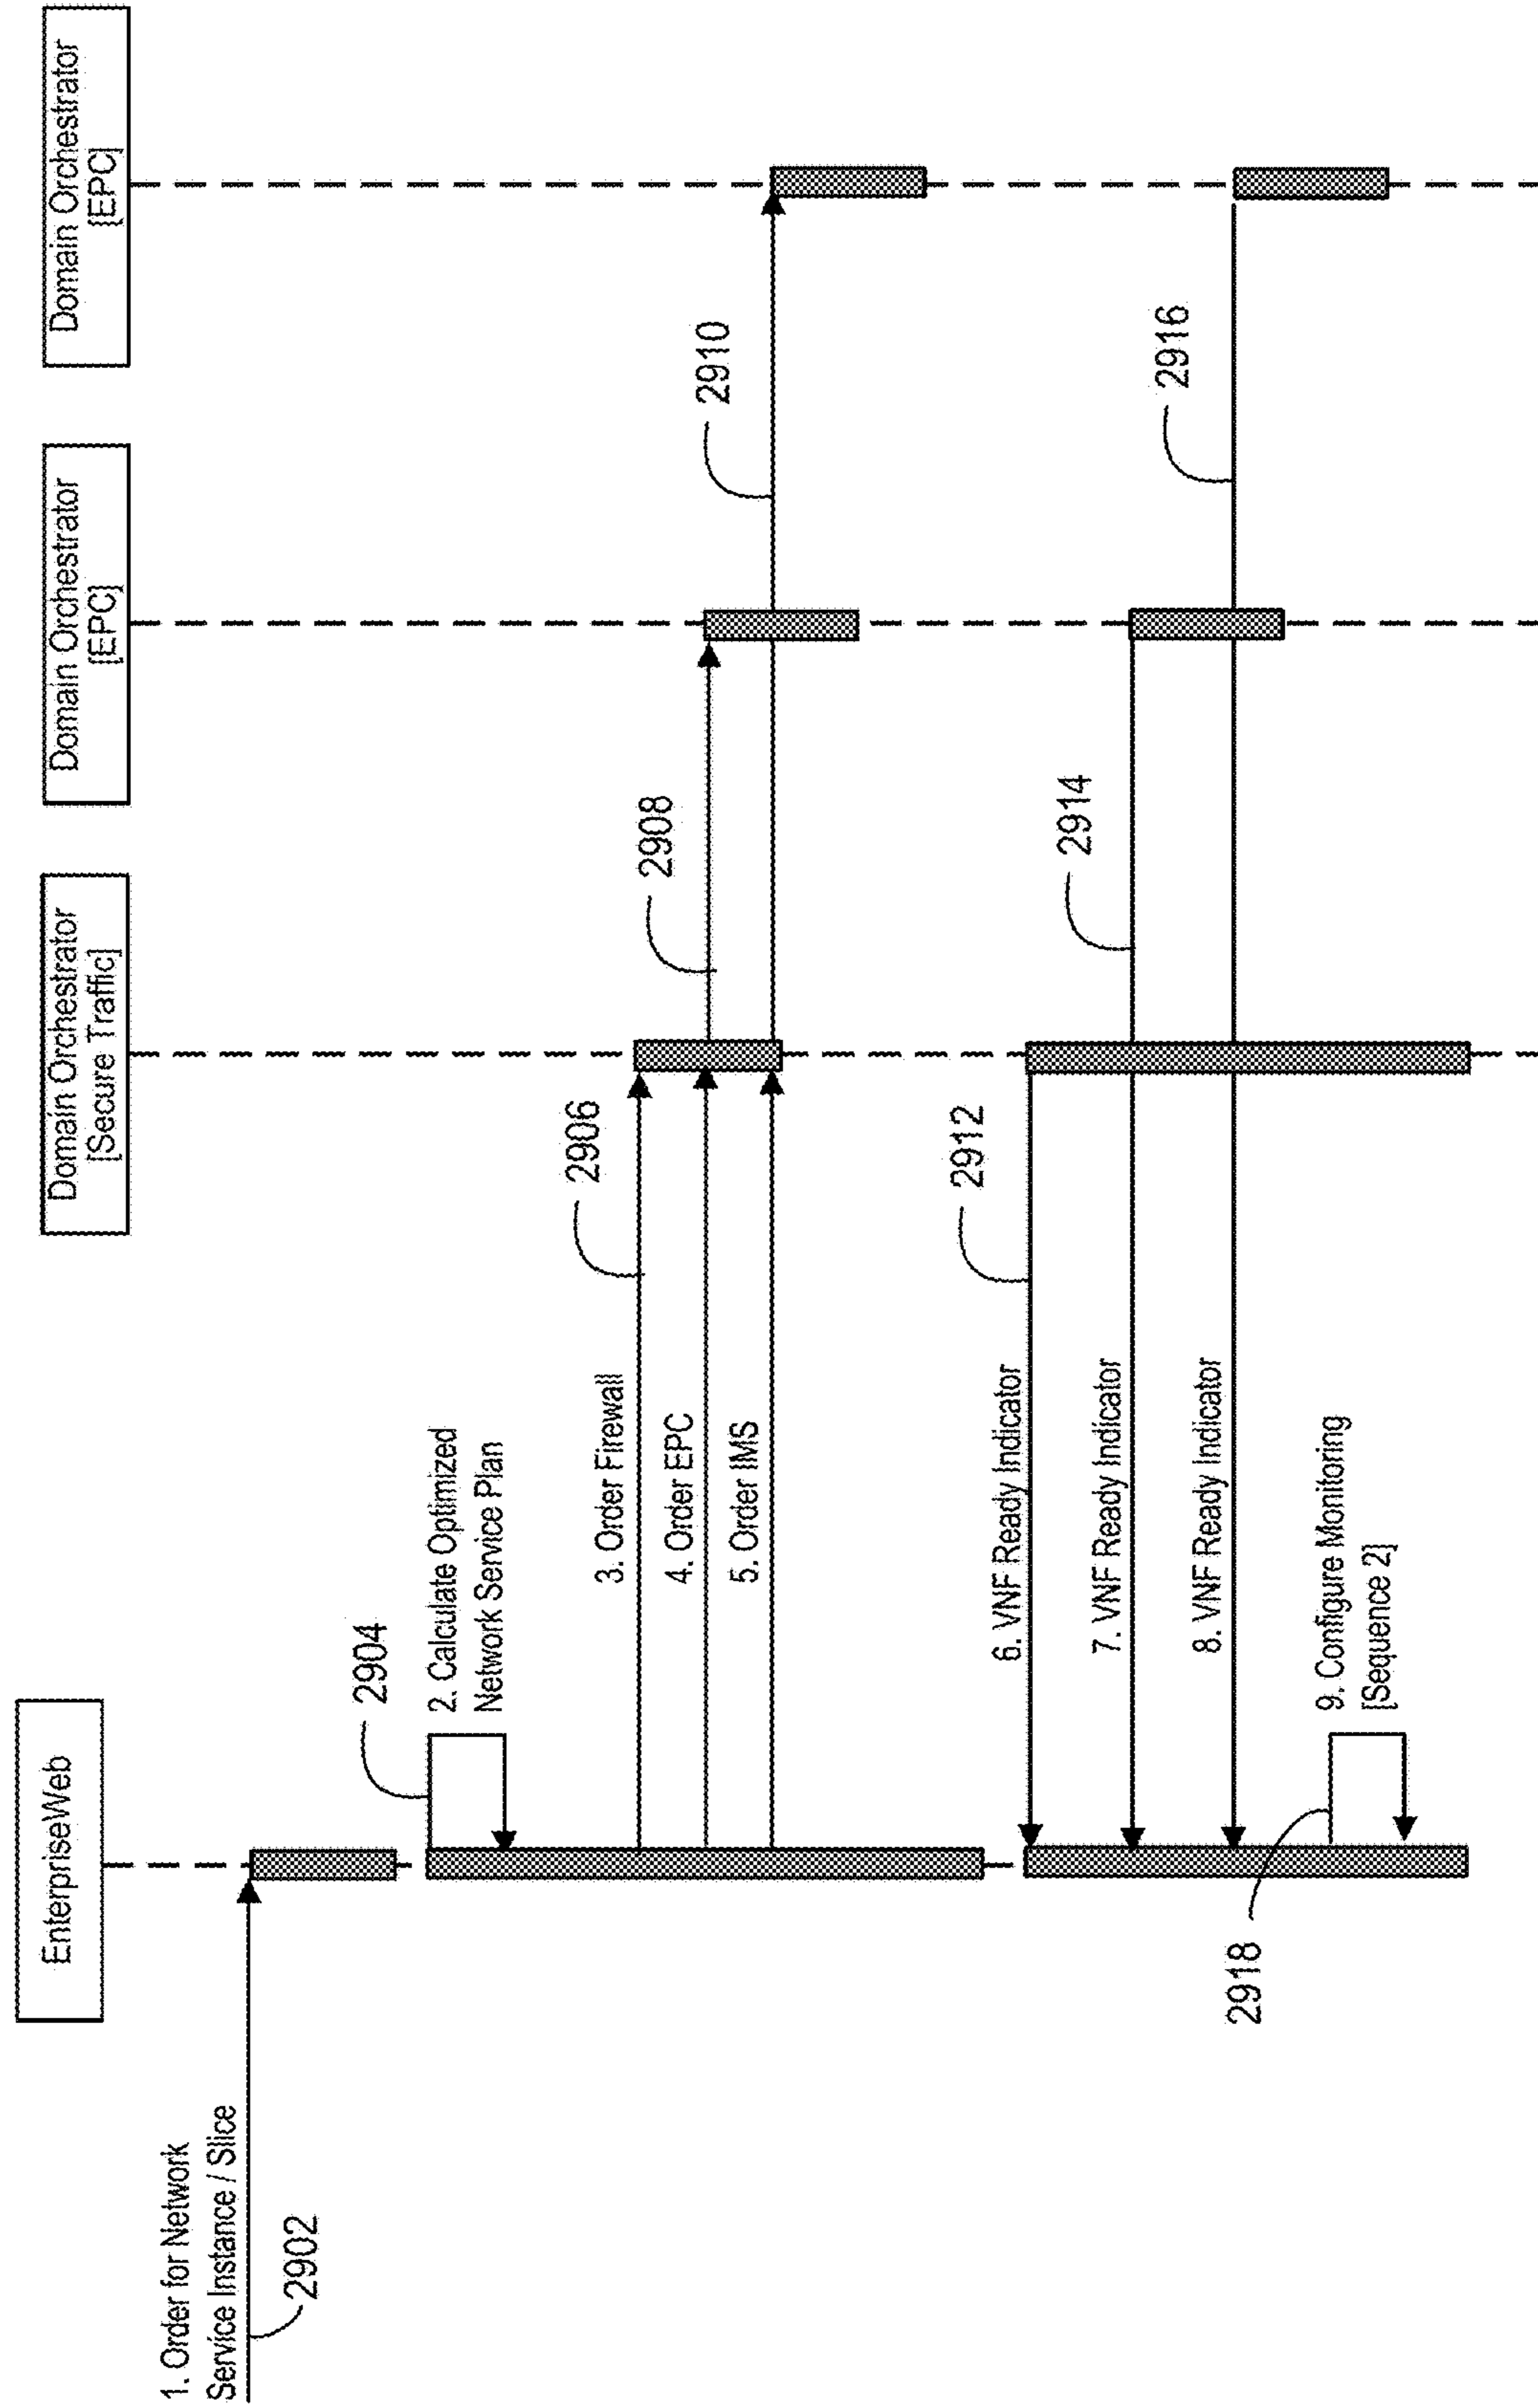 EnterpriseWeb
Domain Orchestrator
[Secure Traffic]
Domain Orchestrator
[EPC]
Domain Orchestrator
[EPC]
1. Order for Network
Service Instance / Slice
2902
2904
2. Calculate Optimized
Network Service Plan
3. Order Firewall
2906
4. Order EPC
2908
5. Order IMS
2910
6. VNF Ready Indicator
2912
7. VNF Ready Indicator
2914
8. VNF Ready Indicator
2916
9. Configure Monitoring
[Sequence 2]
2918